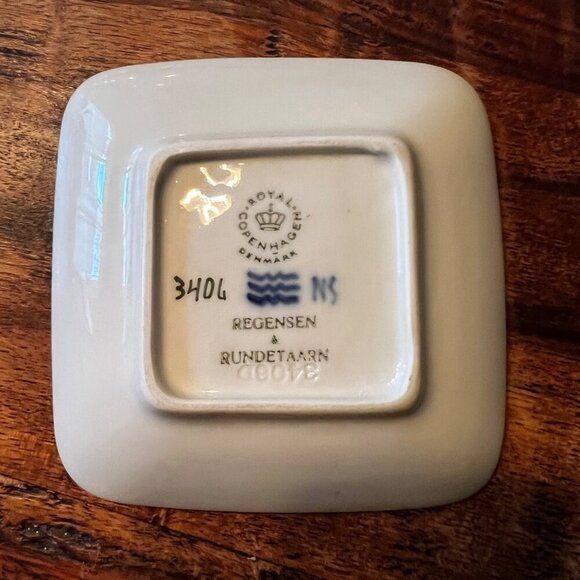 ROYAL
COPENHAGEN
DENMARK
3406 NS
REGENSEN
&
RUNDETAARN